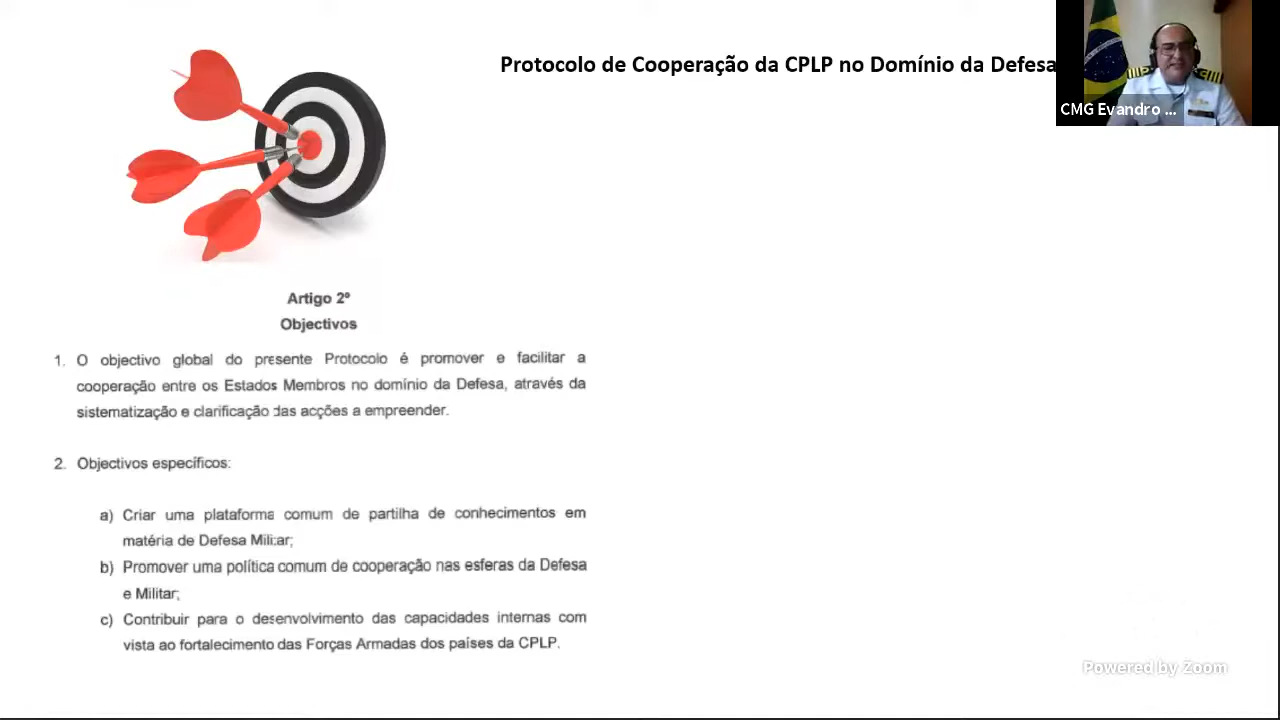 Protocolo de Cooperação da CPLP no Domínio da Defesa
CMG Evandro ...
Artigo 2º
Objectivos
1. O objectivo global do presente Protocolo é promover e facilitar a
cooperação entre os Estados Membros no domínio da Defesa, através da
sistematização e clarificação das acções a empreender.
2. Objectivos específicos:
a) Criar uma plataforma comum de partilha de conhecimentos em
matéria de Defesa Militar;
b) Promover uma política comum de cooperação nas esferas da Defesa
e Militar;
c) Contribuir para o desenvolvimento das capacidades internas com
vista ao fortalecimento das Forças Armadas dos países da CPLP.
Powered by Zoom